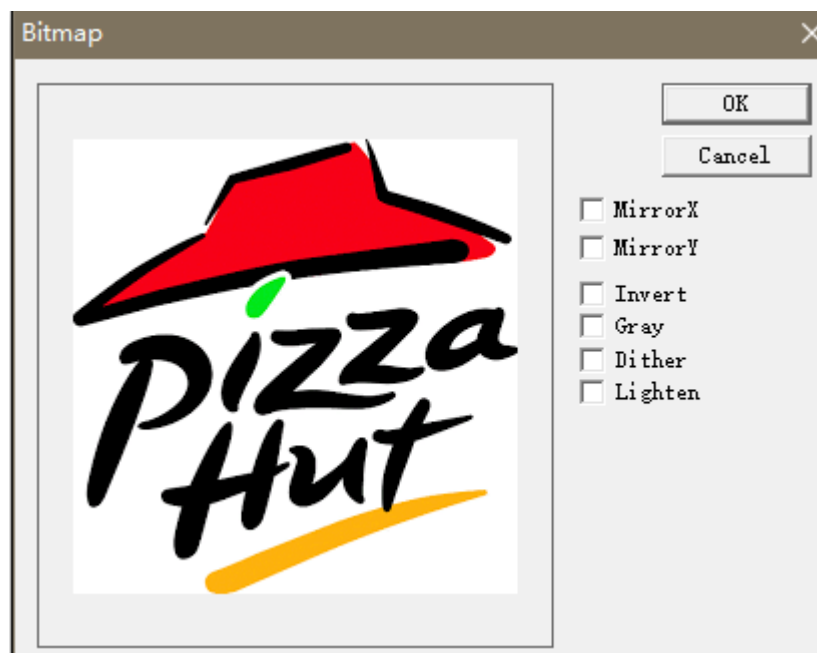 Bitmap
OK
Cancel
MirrorX
MirrorY
Invert
Gray
Dither
Lighten
Pizza
Hut